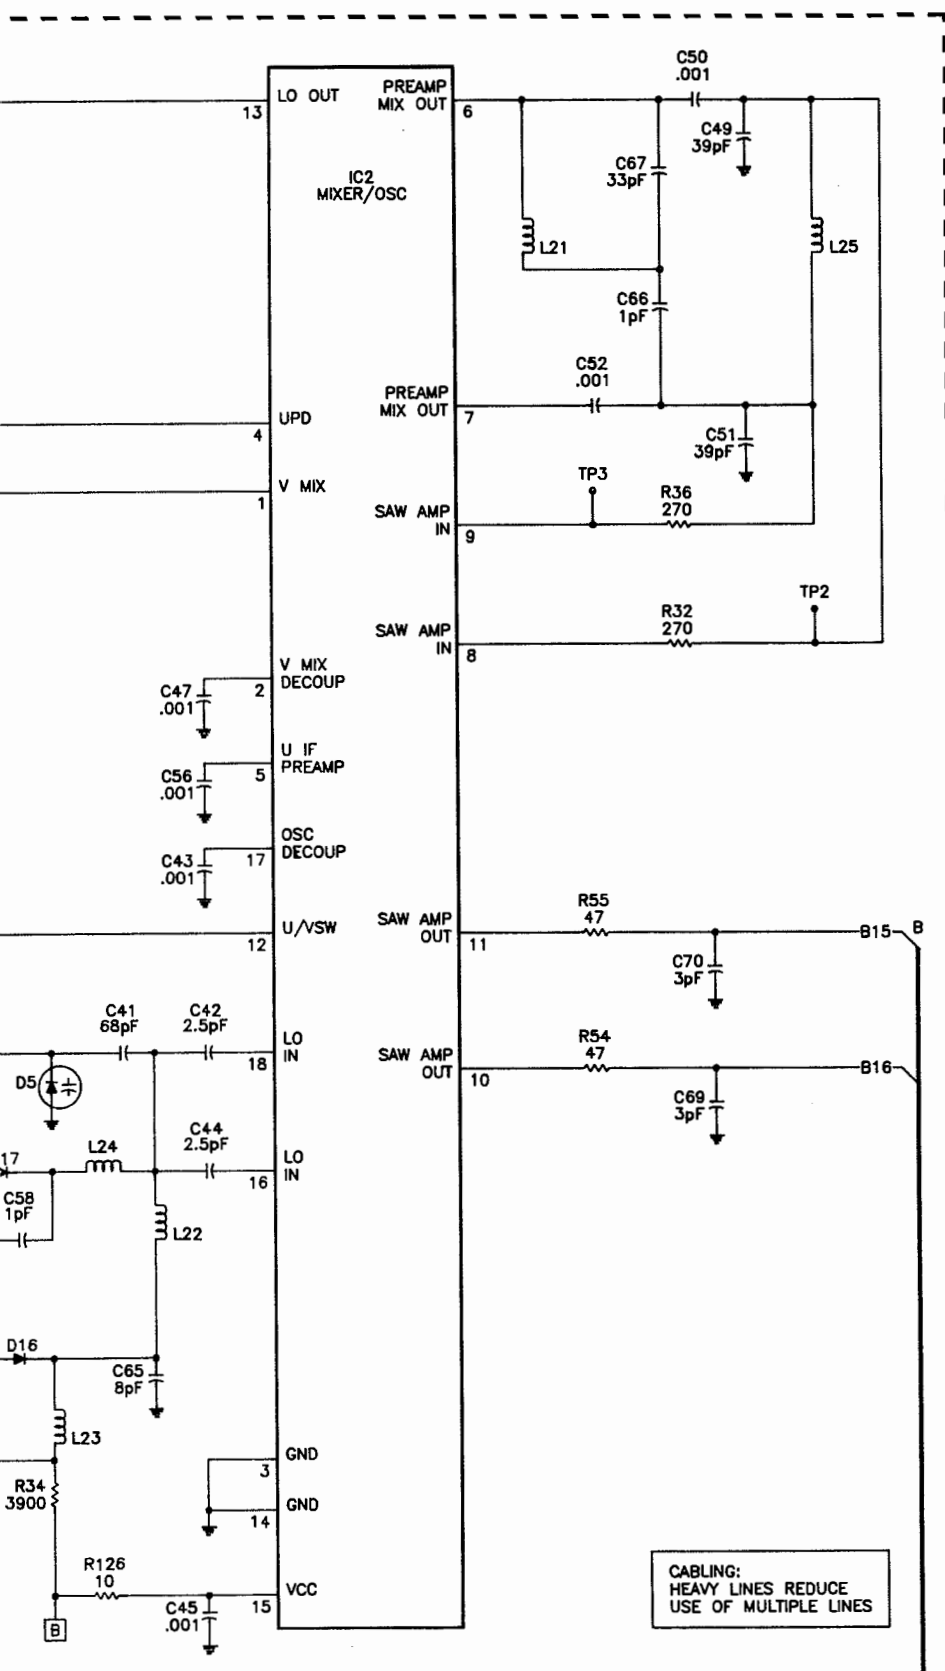 C50
.001
LO OUT
PREAMP
MIX OUT
13
6
C49
39pF
C67
33pF
IC2
MIXER/OSC
L21
L25
C66
1pF
C52
.001
PREAMP
MIX OUT
7
UPD
4
C51
39pF
TP3
V MIX
1
R36
270
SAW AMP
IN
9
TP2
R32
270
SAW AMP
IN
8
V MIX
DECOUP
2
C47
.001
U IF
PREAMP
5
C56
.001
OSC
DECOUP
17
C43
.001
R55
47
U/VSW
12
SAW AMP
OUT
11
B15
B
C70
3pF
C41
68pF
C42
2.5pF
LO
IN
18
R54
47
SAW AMP
OUT
10
B16
D5
C69
3pF
C44
2.5pF
L24
17
LO
IN
16
C58
1pF
L22
D16
C65
8pF
L23
GND
3
R34
3900
GND
14
R126
10
VCC
15
C45
.001
B
CABLING:
HEAVY LINES REDUCE
USE OF MULTIPLE LINES